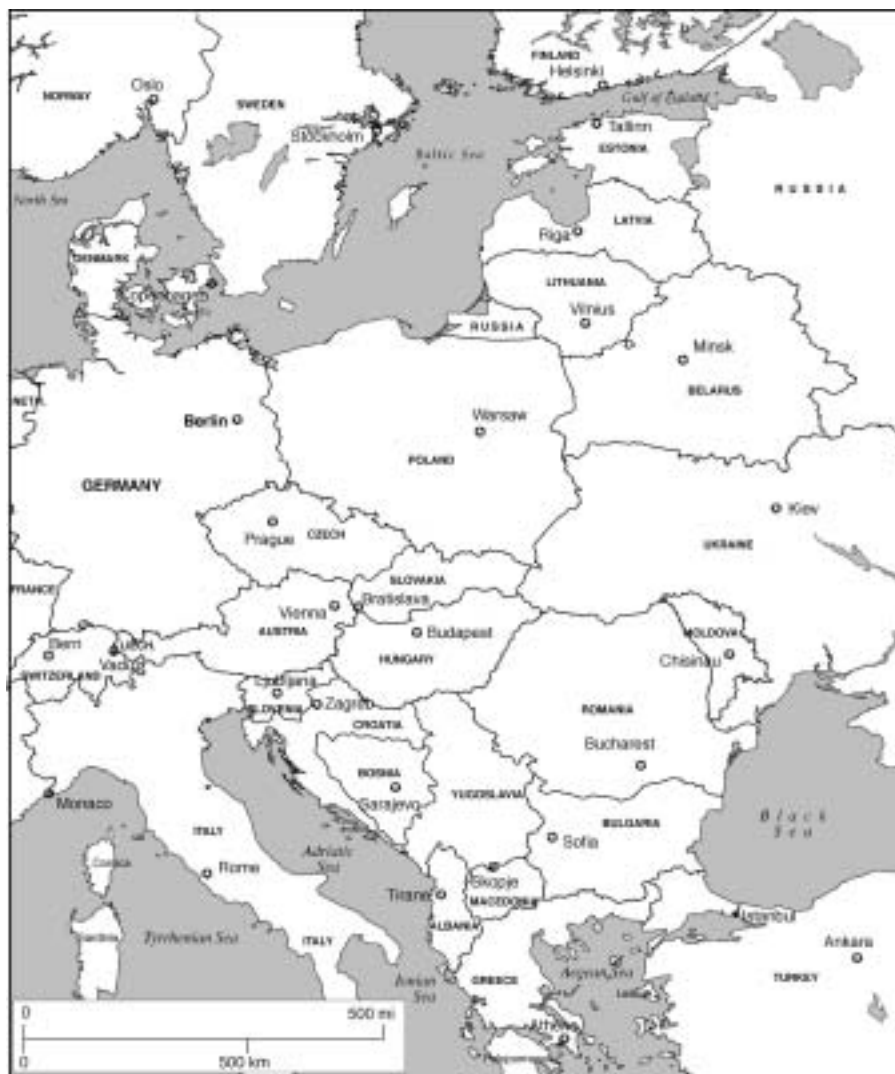 FINLAND
Helsinki
NORWAY
Oslo
SWEDEN
Stockholm
Gulf of Finland
Tallinn
ESTONIA
Baltic Sea
RUSSIA
North Sea
LATVIA
Riga
DENMARK
LITHUANIA
Copenhagen
Vilnius
RUSSIA
Minsk
BELARUS
NETH.
Berlin
Warsaw
POLAND
GERMANY
Kiev
Prague
CZECH
UKRAINE
SLOVAKIA
FRANCE
Vienna
Bratislava
AUSTRIA
Budapest
MOLDOVA
Bern
LIECH.
Vaduz
HUNGARY
Chisinau
SWITZERLAND
Ljubljana
SLOVENIA
Zagreb
ROMANIA
CROATIA
Bucharest
BOSNIA
Sarajevo
YUGOSLAVIA
Monaco
Black
Sea
BULGARIA
ITALY
Sofia
Adriatic
Sea
Corsica
Rome
Skopje
Tirane
MACEDONIA
Istanbul
ALBANIA
Tyrrhenian Sea
ITALY
Ankara
Ionian
Sea
GREECE
Aegean Sea
TURKEY
Athens
0 500 mi
0 500 km